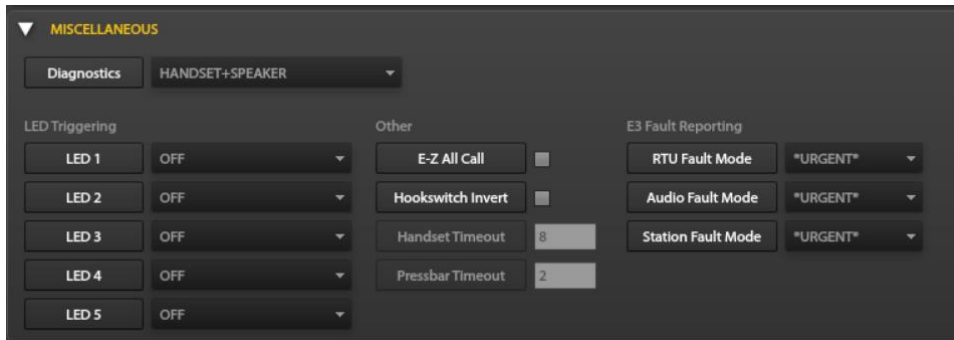 MISCELLANEOUS
Diagnostics HANDSET+SPEAKER
LED Triggering Other E3 Fault Reporting
LED 1 OFF E-Z All Call RTU Fault Mode *URGENT*
LED 2 OFF Hookswitch Invert Audio Fault Mode *URGENT*
LED 3 OFF Handset Timeout 8 Station Fault Mode *URGENT*
LED 4 OFF Pressbar Timeout 2
LED 5 OFF